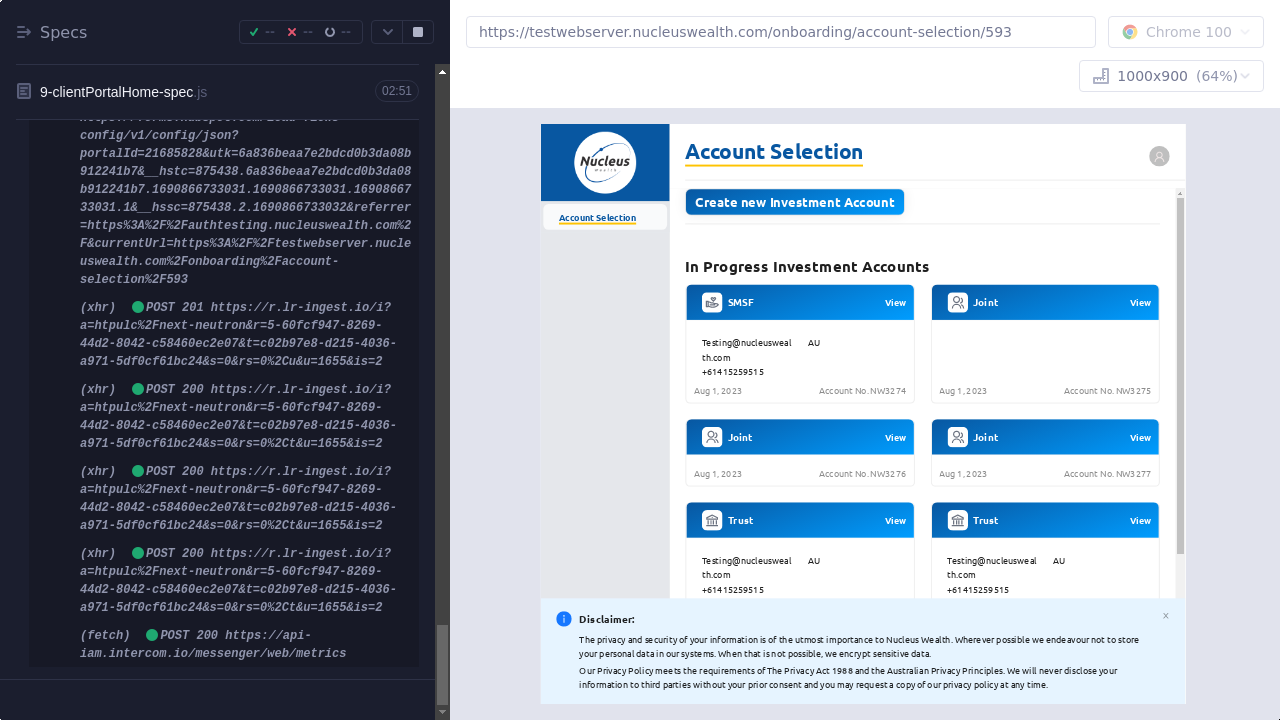 Specs
--
--
--
https://testwebserver.nucleuswealth.com/onboarding/account-selection/593
Chrome 100
1000x900 (64%)
9-clientPortalHome-spec.js
02:51
config/v1/config/json?
portalId=21685828&utk=6a836beaa7e2bdcd0b3da08b
912241b7&__hstc=875438.6a836beaa7e2bdcd0b3da08
b912241b7.1690866733031.1690866733031.16908667
33031.1&__hssc=875438.2.1690866733032&referrer
=https%3A%2F%2Fauthtesting.nucleuswealth.com%2
F&currentUrl=https%3A%2F%2Ftestwebserver.nucle
uswealth.com%2Fonboarding%2Faccount-
selection%2F593
(xhr) POST 201 https://r.lr-ingest.io/i?
a=htpulc%2Fnext-neutron&r=5-60fcf947-8269-
44d2-8042-c58460ec2e07&t=c02b97e8-d215-4036-
a971-5df0cf61bc24&s=0&rs=0%2Cu&u=1655&is=2
(xhr) POST 200 https://r.lr-ingest.io/i?
a=htpulc%2Fnext-neutron&r=5-60fcf947-8269-
44d2-8042-c58460ec2e07&t=c02b97e8-d215-4036-
a971-5df0cf61bc24&s=0&rs=0%2Ct&u=1655&is=2
(xhr) POST 200 https://r.lr-ingest.io/i?
a=htpulc%2Fnext-neutron&r=5-60fcf947-8269-
44d2-8042-c58460ec2e07&t=c02b97e8-d215-4036-
a971-5df0cf61bc24&s=0&rs=0%2Ct&u=1655&is=2
(xhr) POST 200 https://r.lr-ingest.io/i?
a=htpulc%2Fnext-neutron&r=5-60fcf947-8269-
44d2-8042-c58460ec2e07&t=c02b97e8-d215-4036-
a971-5df0cf61bc24&s=0&rs=0%2Ct&u=1655&is=2
(fetch) POST 200 https://api-
iam.intercom.io/messenger/web/metrics
Nucleus
Wealth
Account Selection
Account Selection
Create new Investment Account
In Progress Investment Accounts
SMSF View
Testing@nucleusweal AU
th.com
+61415259515
Aug 1, 2023 Account No. NW3274
Joint View
Aug 1, 2023 Account No. NW3275
Joint View
Aug 1, 2023 Account No. NW3276
Joint View
Aug 1, 2023 Account No. NW3277
Trust View
Testing@nucleusweal AU
th.com
+61415259515
Trust View
Testing@nucleusweal AU
th.com
+61415259515
Disclaimer:
The privacy and security of your information is of the utmost importance to Nucleus Wealth. Wherever possible we endeavour not to store
your personal data in our systems. When that is not possible, we encrypt sensitive data.
Our Privacy Policy meets the requirements of The Privacy Act 1988 and the Australian Privacy Principles. We will never disclose your
information to third parties without your prior consent and you may request a copy of our privacy policy at any time.